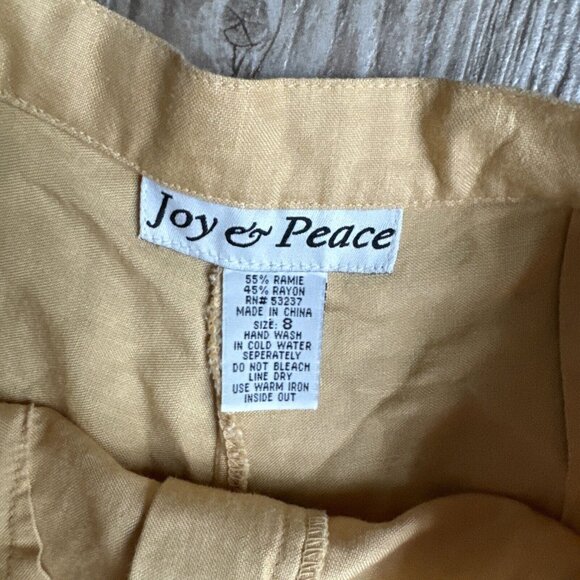 Joy & Peace
55% RAMIE
45% RAYON
RN# 53237
MADE IN CHINA
SIZE: 8
HAND WASH
IN COLD WATER
SEPERATELY
DO NOT BLEACH
LINE DRY
USE WARM IRON
INSIDE OUT